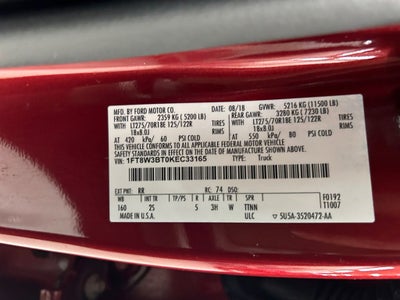 MFD. BY FORD MOTOR CO.
DATE: 08/18 GVWR: 5216 KG (11500 LB)
FRONT GAWR: 2359 KG (5200 LB) REAR GAWR: 3280 KG (7230 LB)
WITH LT275/70R18E 125/122R TIRES WITH LT275/70R18E 125/122R TIRES
18x8.0J RIMS 18x8.0J RIMS
AT 420 kPa/ 60 PSI COLD AT 550 kPa/ 80 PSI COLD
THIS VEHICLE CONFORMS TO ALL APPLICABLE FEDERAL MOTOR VEHICLE SAFETY STANDARDS IN EFFECT ON THE DATE OF MANUFACTURE SHOWN ABOVE.
VIN: 1FT8W3BT0KEC33165
TYPE: Truck
EXT PNT: RR RC: 74 DSO: F0192
WB INT TR TP/PS R AXLE TR SPR T1007
160 2S 5 3H W TTNN
MADE IN U.S.A. ULC 5U5A-3520472-AA